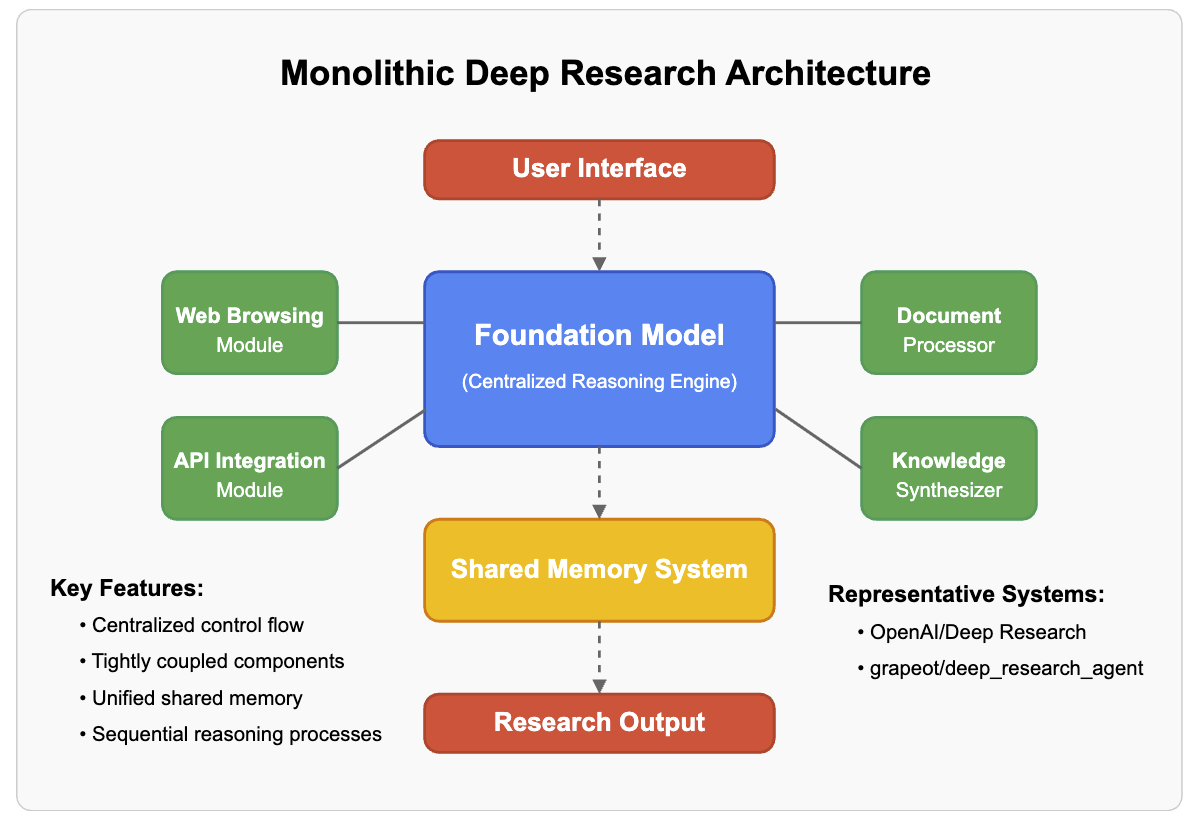 Monolithic Deep Research Architecture
User Interface
Web Browsing
Module
Foundation Model
(Centralized Reasoning Engine)
Document
Processor
API Integration
Module
Knowledge
Synthesizer
Shared Memory System
Key Features:
• Centralized control flow
• Tightly coupled components
• Unified shared memory
• Sequential reasoning processes
Representative Systems:
• OpenAI/Deep Research
• grapeot/deep_research_agent
Research Output